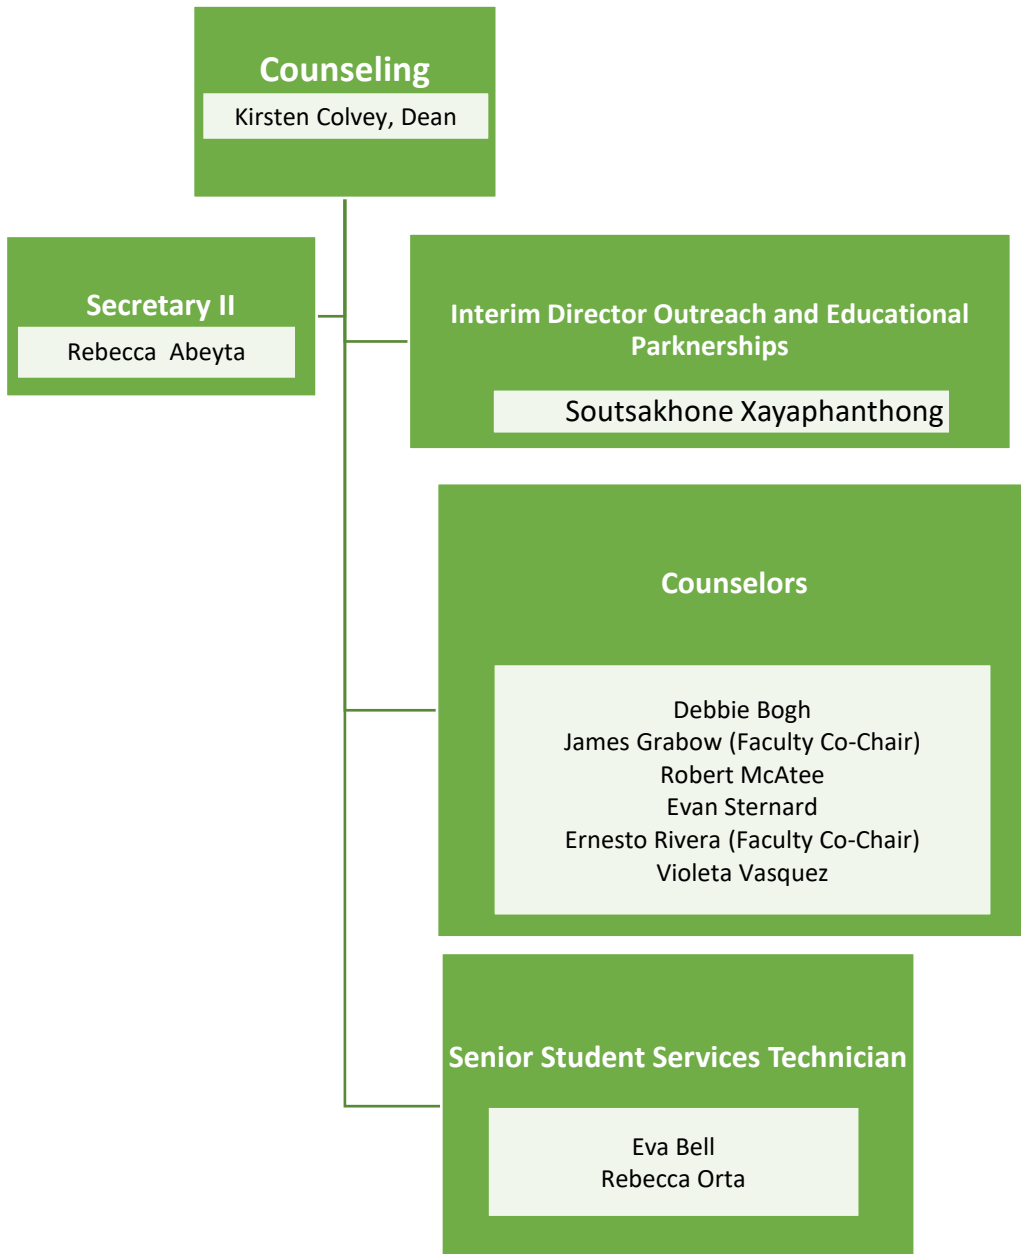 Counseling
Kirsten Colvey, Dean
Secretary II
Rebecca  Abeyta
Interim Director Outreach and Educational
Parknerships
Soutsakhone Xayaphanthong
Counselors
Debbie Bogh
James Grabow (Faculty Co-Chair)
Robert McAtee
Evan Sternard
Ernesto Rivera (Faculty Co-Chair)
Violeta Vasquez
Senior Student Services Technician
Eva Bell
Rebecca Orta